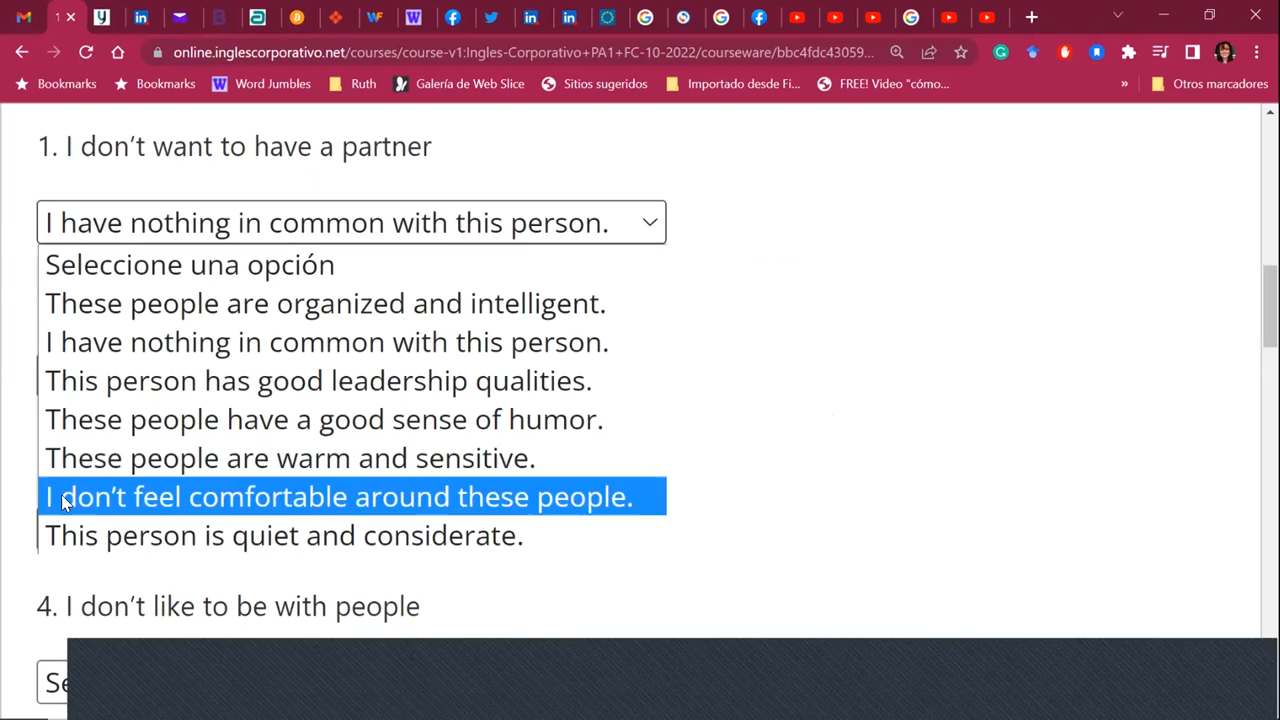 online.inglescorporativo.net/courses/course-v1:Ingles-Corporativo+PA1+FC-10-2022/courseware/bbc4fdc43059...
Bookmarks Bookmarks Word Jumbles Ruth Galería de Web Slice Sitios sugeridos Importado desde Fi... FREE! Video "cómo... » Otros marcadores
1. I don't want to have a partner
I have nothing in common with this person.
Seleccione una opción
These people are organized and intelligent.
I have nothing in common with this person.
This person has good leadership qualities.
These people have a good sense of humor.
These people are warm and sensitive.
I don't feel comfortable around these people.
This person is quiet and considerate.
4. I don't like to be with people
Se